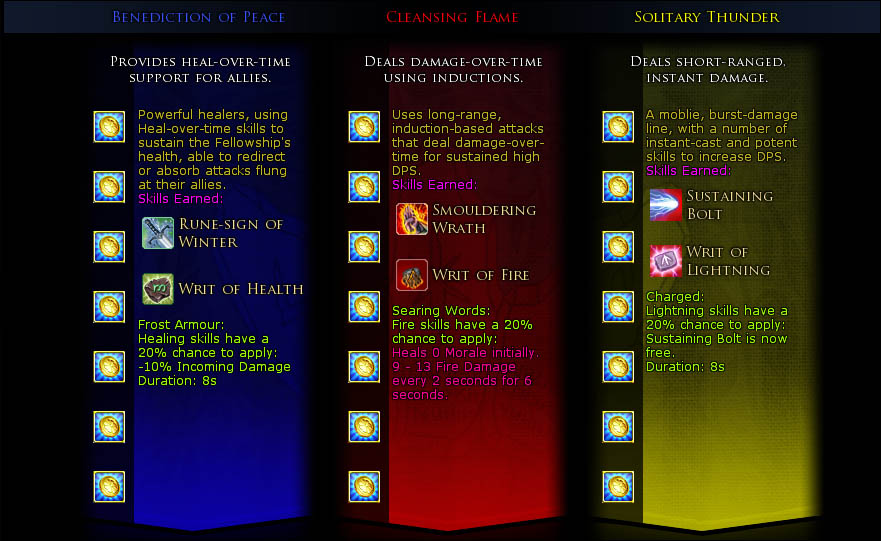 Benediction of Peace
Provides heal-over-time
support for allies.
Powerful healers, using
Heal-over-time skills to
sustain the Fellowship's
health, able to redirect
or absorb attacks flung
at their allies.
Skills Earned:
Rune-sign of
Winter
Writ of Health
Frost Armour:
Healing skills have a
20% chance to apply:
-10% Incoming Damage
Duration: 8s
Cleansing Flame
Deals damage-over-time
using inductions.
Uses long-range,
induction-based attacks
that deal damage-over-
time for sustained high
DPS.
Skills Earned:
Smouldering
Wrath
Writ of Fire
Searing Words:
Fire skills have a 20%
chance to apply:
Heals 0 Morale initially.
9 - 13 Fire Damage
every 2 seconds for 6
seconds.
Solitary Thunder
Deals short-ranged,
instant damage.
A moblie, burst-damage
line, with a number of
instant-cast and potent
skills to increase DPS.
Skills Earned:
Sustaining
Bolt
Writ of
Lightning
Charged:
Lightning skills have a
20% chance to apply:
Sustaining Bolt is now
free.
Duration: 8s